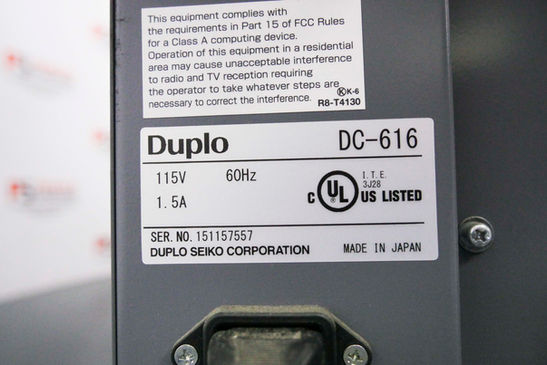 This equipment complies with
the requirements in Part 15 of FCC Rules
for a Class A computing device.
Operation of this equipment in a residential
area may cause unacceptable interference
to radio and TV reception requiring
the operator to take whatever steps are
necessary to correct the interference.
K K-6
R8-T4130
Duplo DC-616
115V 60Hz
1.5A
I.T.E.
3J28
C UL US LISTED
SER. NO. 151157557
DUPLO SEIKO CORPORATION MADE IN JAPAN